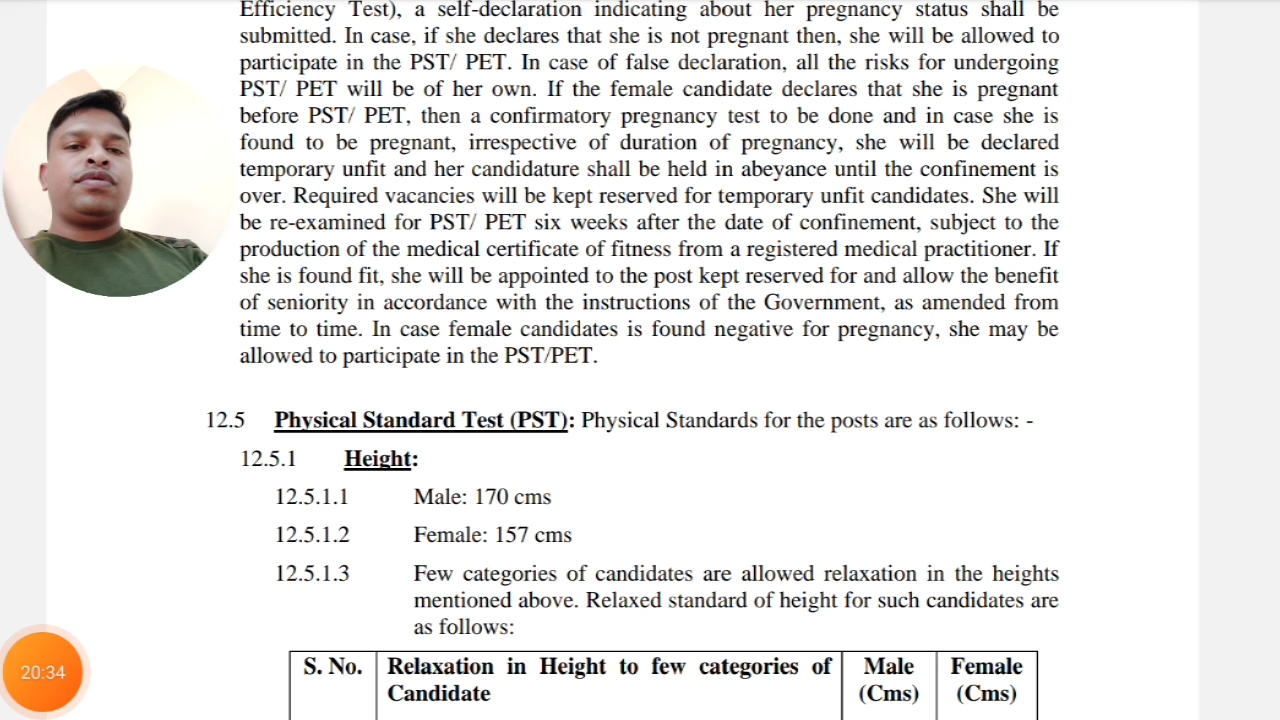 Efficiency Test), a self-declaration indicating about her pregnancy status shall be
submitted. In case, if she declares that she is not pregnant then, she will be allowed to
participate in the PST/ PET. In case of false declaration, all the risks for undergoing
PST/ PET will be of her own. If the female candidate declares that she is pregnant
before PST/ PET, then a confirmatory pregnancy test to be done and in case she is
found to be pregnant, irrespective of duration of pregnancy, she will be declared
temporary unfit and her candidature shall be held in abeyance until the confinement is
over. Required vacancies will be kept reserved for temporary unfit candidates. She will
be re-examined for PST/ PET six weeks after the date of confinement, subject to the
production of the medical certificate of fitness from a registered medical practitioner. If
she is found fit, she will be appointed to the post kept reserved for and allow the benefit
of seniority in accordance with the instructions of the Government, as amended from
time to time. In case female candidates is found negative for pregnancy, she may be
allowed to participate in the PST/PET.
12.5 Physical Standard Test (PST): Physical Standards for the posts are as follows: -
12.5.1 Height:
12.5.1.1 Male: 170 cms
12.5.1.2 Female: 157 cms
12.5.1.3 Few categories of candidates are allowed relaxation in the heights
mentioned above. Relaxed standard of height for such candidates are
as follows:
S. No. Relaxation in Height to few categories of Male Female
Candidate (Cms) (Cms)
20:34